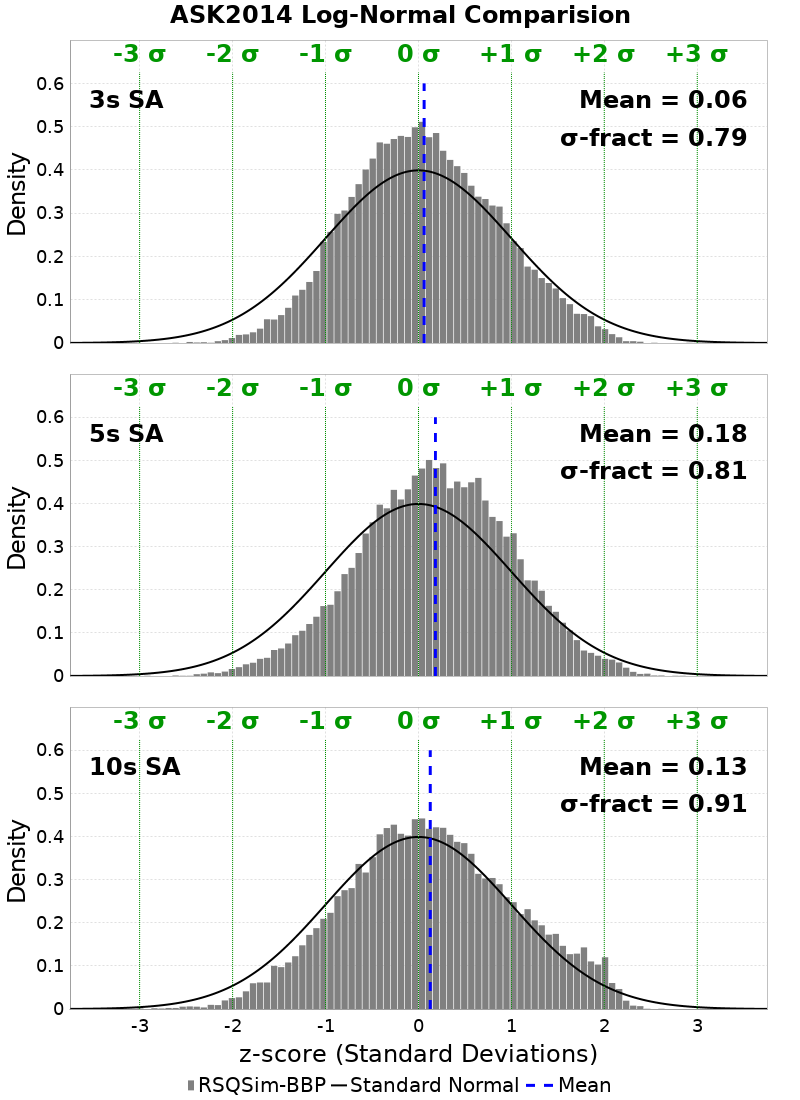 ASK2014 Log-Normal Comparision
-3 σ -2 σ -1 σ 0 σ +1 σ +2 σ +3 σ
3s SA
Mean = 0.06
σ-fract = 0.79
Density
0.6
0.5
0.4
0.3
0.2
0.1
0
-3 σ -2 σ -1 σ 0 σ +1 σ +2 σ +3 σ
5s SA
Mean = 0.18
σ-fract = 0.81
Density
0.6
0.5
0.4
0.3
0.2
0.1
0
-3 σ -2 σ -1 σ 0 σ +1 σ +2 σ +3 σ
10s SA
Mean = 0.13
σ-fract = 0.91
Density
0.6
0.5
0.4
0.3
0.2
0.1
0
-3 -2 -1 0 1 2 3
z-score (Standard Deviations)
RSQSim-BBP Standard Normal Mean